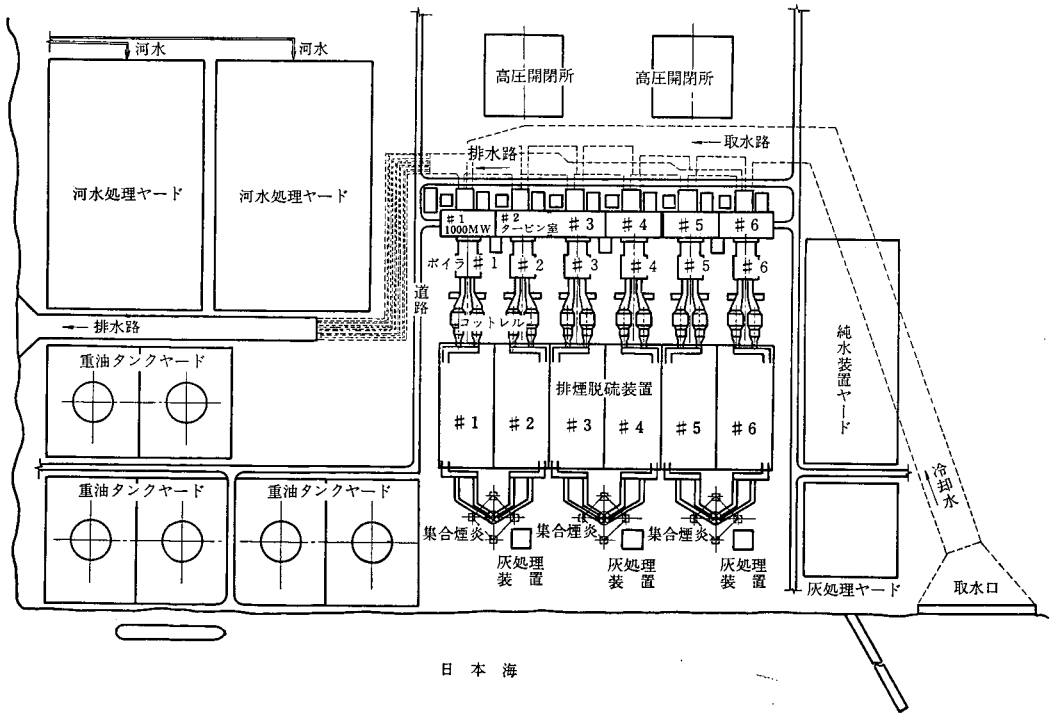 河水
河水
高圧開閉所
高圧開閉所
←取水路
排水路
河水処理ヤード
河水処理ヤード
#1
1000MW
#2
タービン室
#3
#4
#5
#6
ボイラ
#1
#2
#3
#4
#5
#6
道路
コットレル
←排水路
重油タンクヤード
純水装置ヤード
排煙脱硫装置
#1
#2
#3
#4
#5
#6
冷却水
重油タンクヤード
重油タンクヤード
集合煙炎
集合煙炎
集合煙炎
灰処理
装置
灰処理
装置
灰処理
装置
灰処理ヤード
取水口
日本海